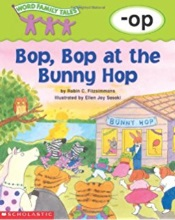 WORD FAMILY TALES
-op
Bop, Bop at the
Bunny Hop
by Robin C. Fitzsimmons
Illustrated by Ellen Joy Sasaki
BUNNY HOP
SCHOLASTIC